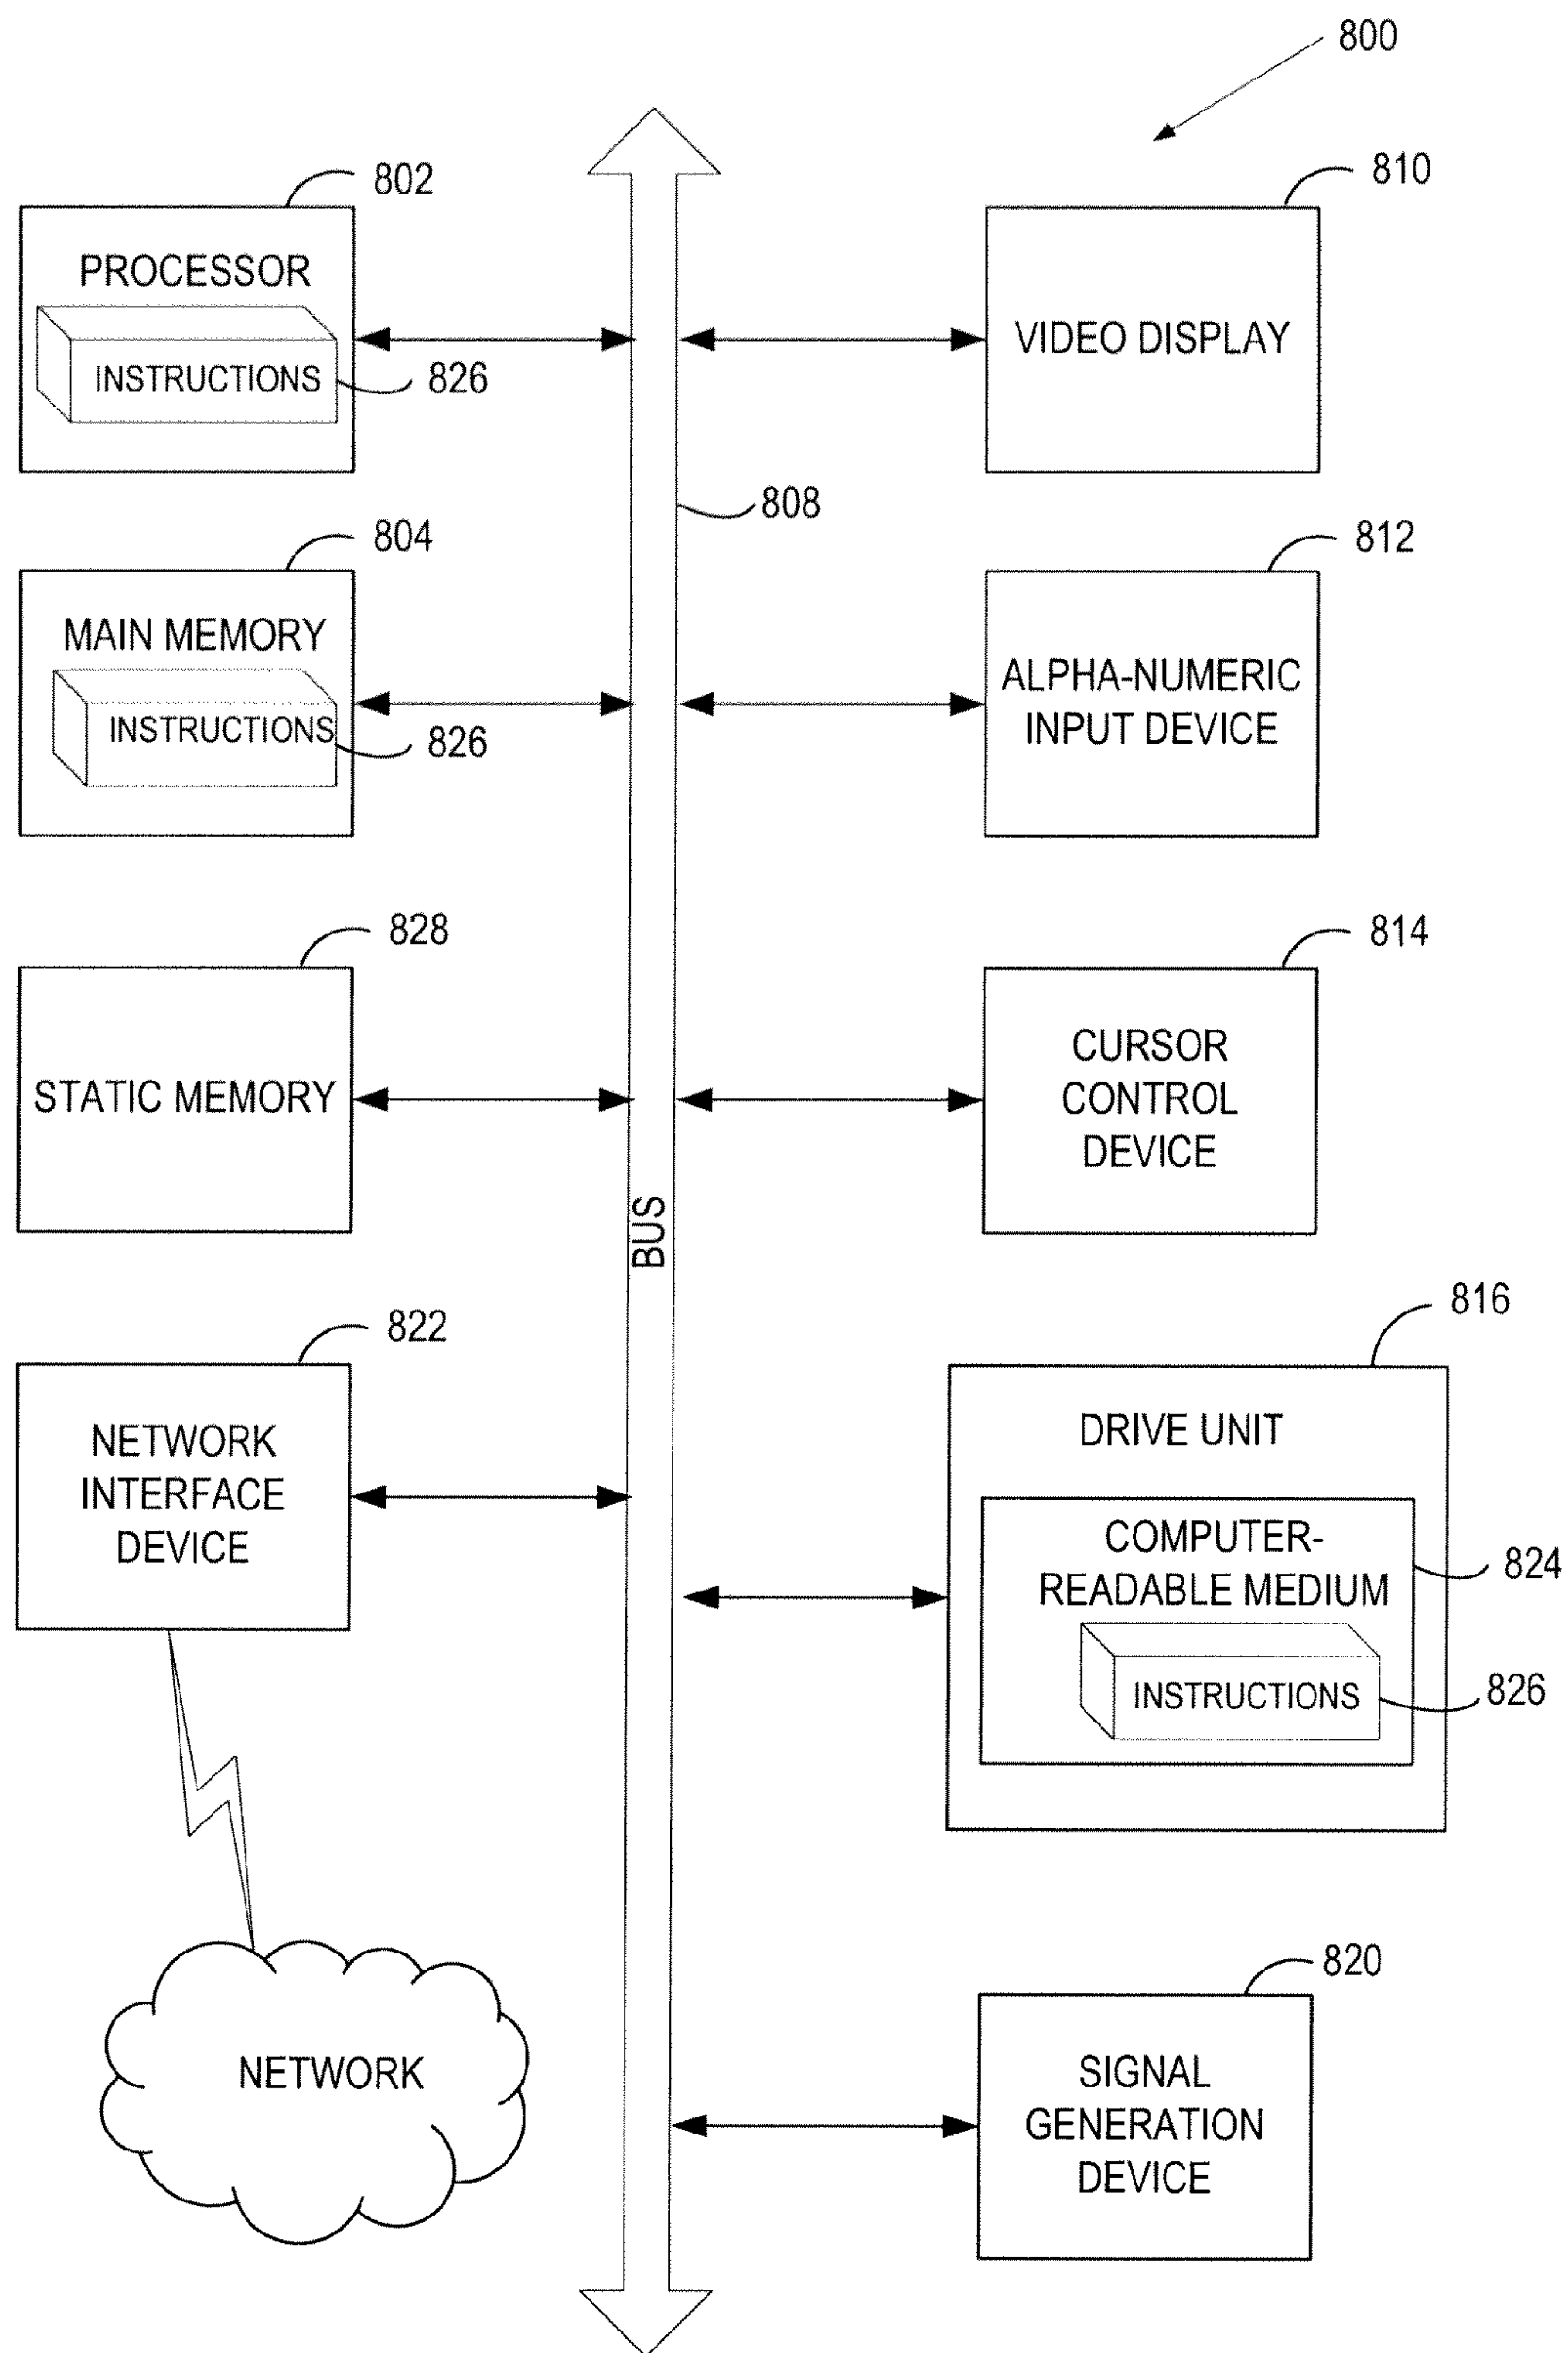 800
802
PROCESSOR
INSTRUCTIONS
826
804
MAIN MEMORY
INSTRUCTIONS
826
828
STATIC MEMORY
822
NETWORK
INTERFACE
DEVICE
NETWORK
BUS
808
810
VIDEO DISPLAY
812
ALPHA-NUMERIC
INPUT DEVICE
814
CURSOR
CONTROL
DEVICE
816
DRIVE UNIT
COMPUTER-
READABLE MEDIUM
824
INSTRUCTIONS
826
820
SIGNAL
GENERATION
DEVICE